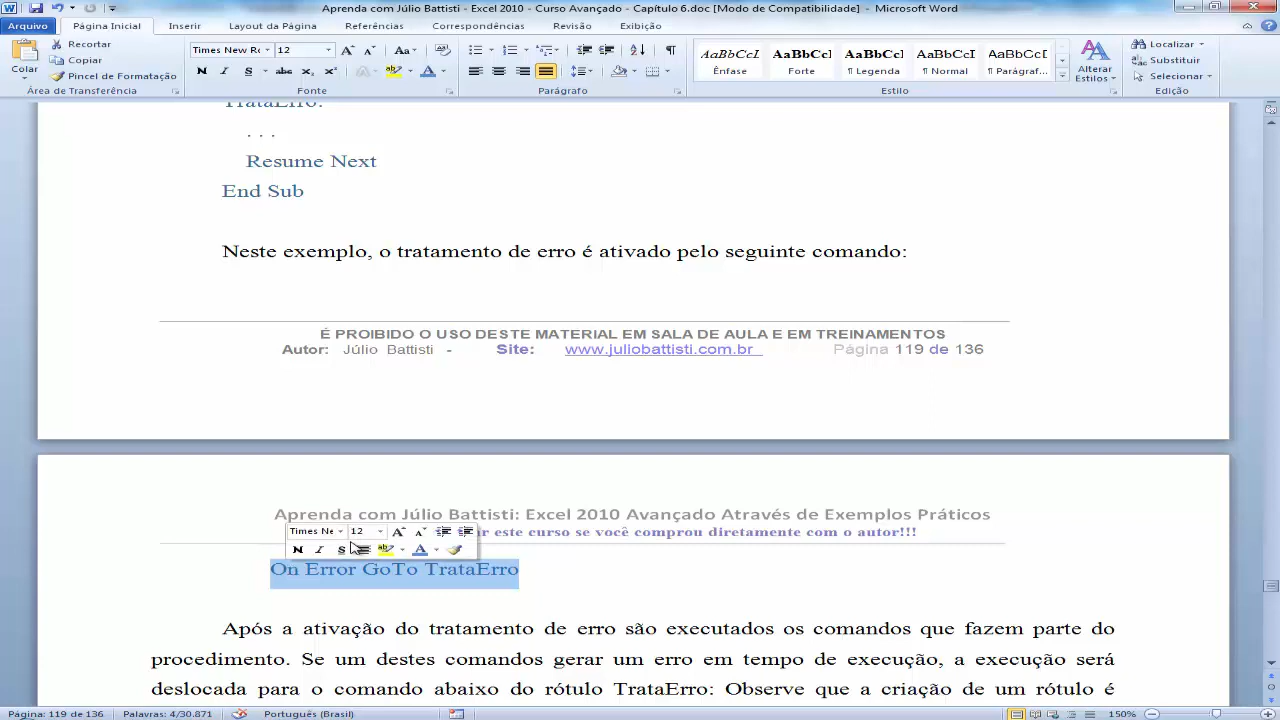 Aprenda com Júlio Battisti - Excel 2010 - Curso Avançado - Capítulo 6.doc [Modo de Compatibilidade] - Microsoft Word
Arquivo Página Inicial Inserir Layout da Página Referências Correspondências Revisão Exibição
Colar
Recortar
Copiar
Pincel de Formatação
Área de Transferência
Times New Ro 12
Fonte
Parágrafo
AaBbCcI AaBbCcI AaBbCcI AaBbCcI AaBbCcI
Ênfase Forte ¶ Legenda ¶ Normal ¶ Parágraf...
Alterar Estilos
Estilo
Localizar
Substituir
Selecionar
Edição
TrataErro:
. . .
Resume Next
End Sub
Neste exemplo, o tratamento de erro é ativado pelo seguinte comando:
É PROIBIDO O USO DESTE MATERIAL EM SALA DE AULA E EM TREINAMENTOS
Autor: Júlio Battisti - Site: www.juliobattisti.com.br Página 119 de 136
Aprenda com Júlio Battisti: Excel 2010 Avançado Através de Exemplos Práticos
este curso se você comprou diretamente com o autor!!!
Times Ne 12
On Error GoTo TrataErro
Após a ativação do tratamento de erro são executados os comandos que fazem parte do
procedimento. Se um destes comandos gerar um erro em tempo de execução, a execução será
deslocada para o comando abaixo do rótulo TrataErro: Observe que a criação de um rótulo é
Página: 119 de 136 Palavras: 4/30.871 Português (Brasil) 150%